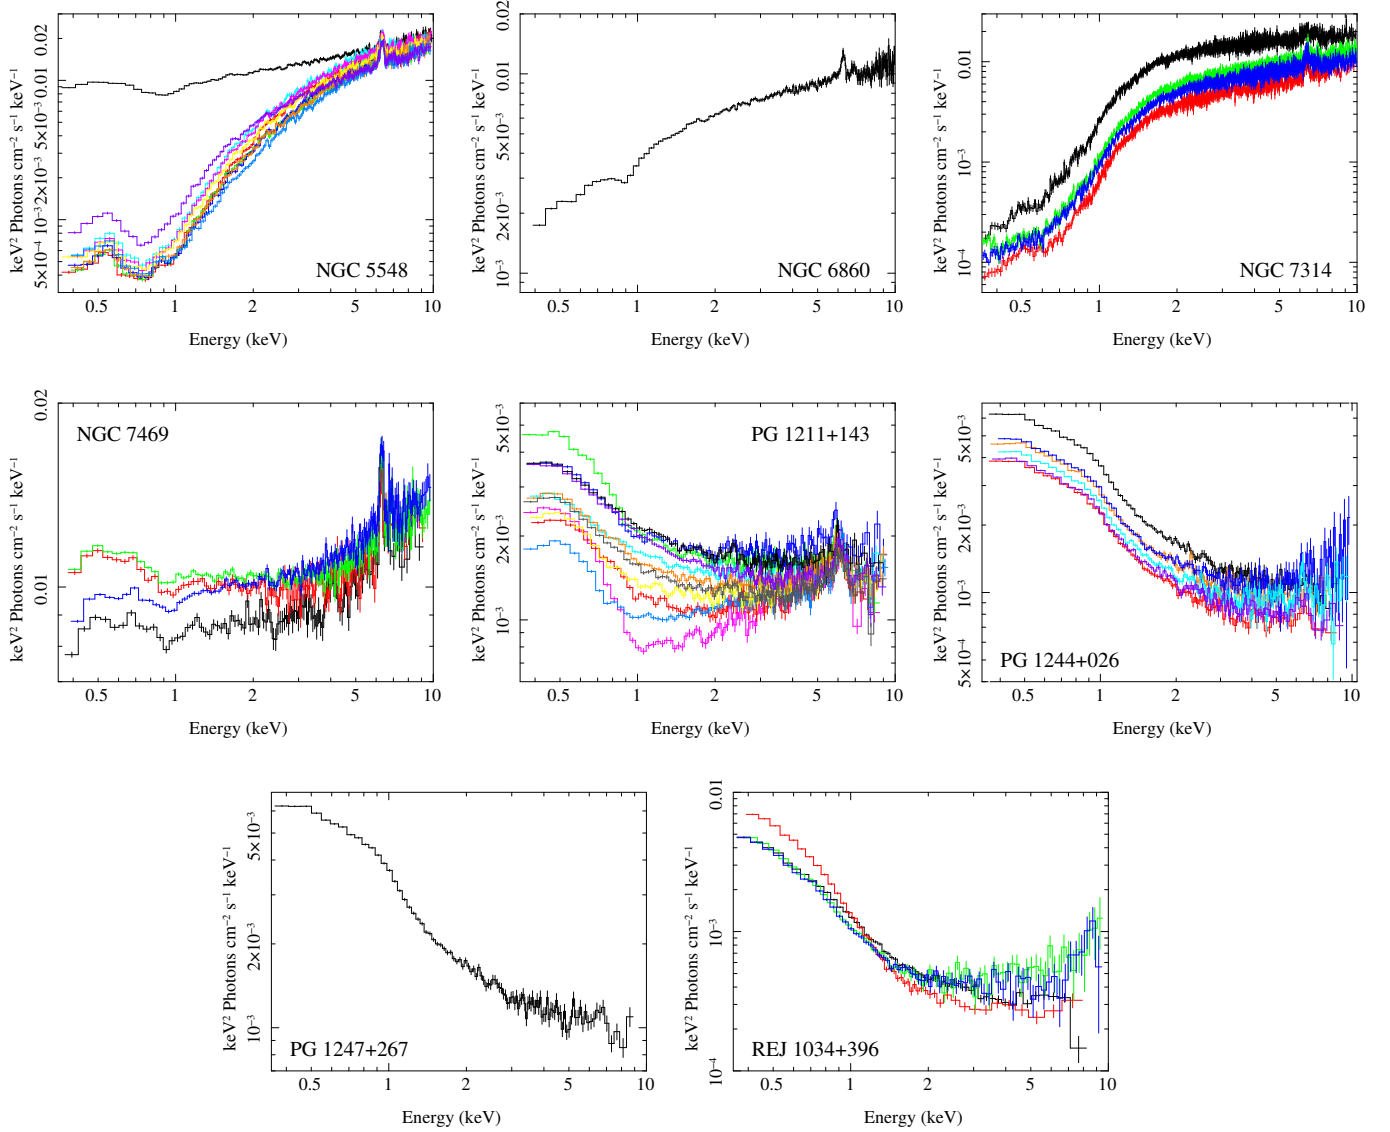 keV² Photons cm⁻² s⁻¹ keV⁻¹
0.02
0.01
5×10⁻³
2×10⁻³
10⁻³
5×10⁻⁴
NGC 5548
0.5 1 2 5 10
Energy (keV)
keV² Photons cm⁻² s⁻¹ keV⁻¹
0.02
0.01
5×10⁻³
2×10⁻³
10⁻³
NGC 6860
0.5 1 2 5 10
Energy (keV)
keV² Photons cm⁻² s⁻¹ keV⁻¹
0.01
10⁻³
10⁻⁴
NGC 7314
0.5 1 2 5 10
Energy (keV)
keV² Photons cm⁻² s⁻¹ keV⁻¹
0.02
0.01
NGC 7469
0.5 1 2 5 10
Energy (keV)
keV² Photons cm⁻² s⁻¹ keV⁻¹
5×10⁻³
2×10⁻³
10⁻³
PG 1211+143
0.5 1 2 5 10
Energy (keV)
keV² Photons cm⁻² s⁻¹ keV⁻¹
5×10⁻³
2×10⁻³
10⁻³
5×10⁻⁴
PG 1244+026
0.5 1 2 5 10
Energy (keV)
keV² Photons cm⁻² s⁻¹ keV⁻¹
5×10⁻³
2×10⁻³
10⁻³
PG 1247+267
0.5 1 2 5 10
Energy (keV)
keV² Photons cm⁻² s⁻¹ keV⁻¹
0.01
10⁻³
10⁻⁴
REJ 1034+396
0.5 1 2 5 10
Energy (keV)